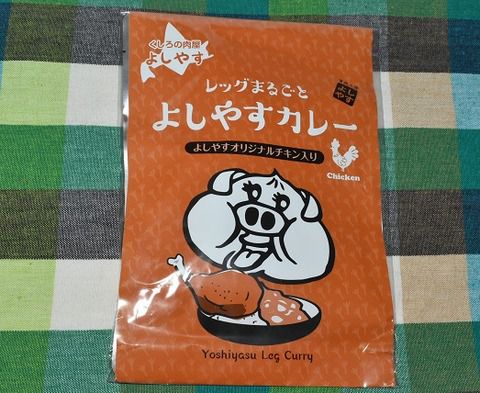 くしろの肉屋
よしやす
レッグまるごと
よしやす
よしやすカレー
よしやすオリジナルチキン入り
Chicken
Yoshiyasu Leg Curry